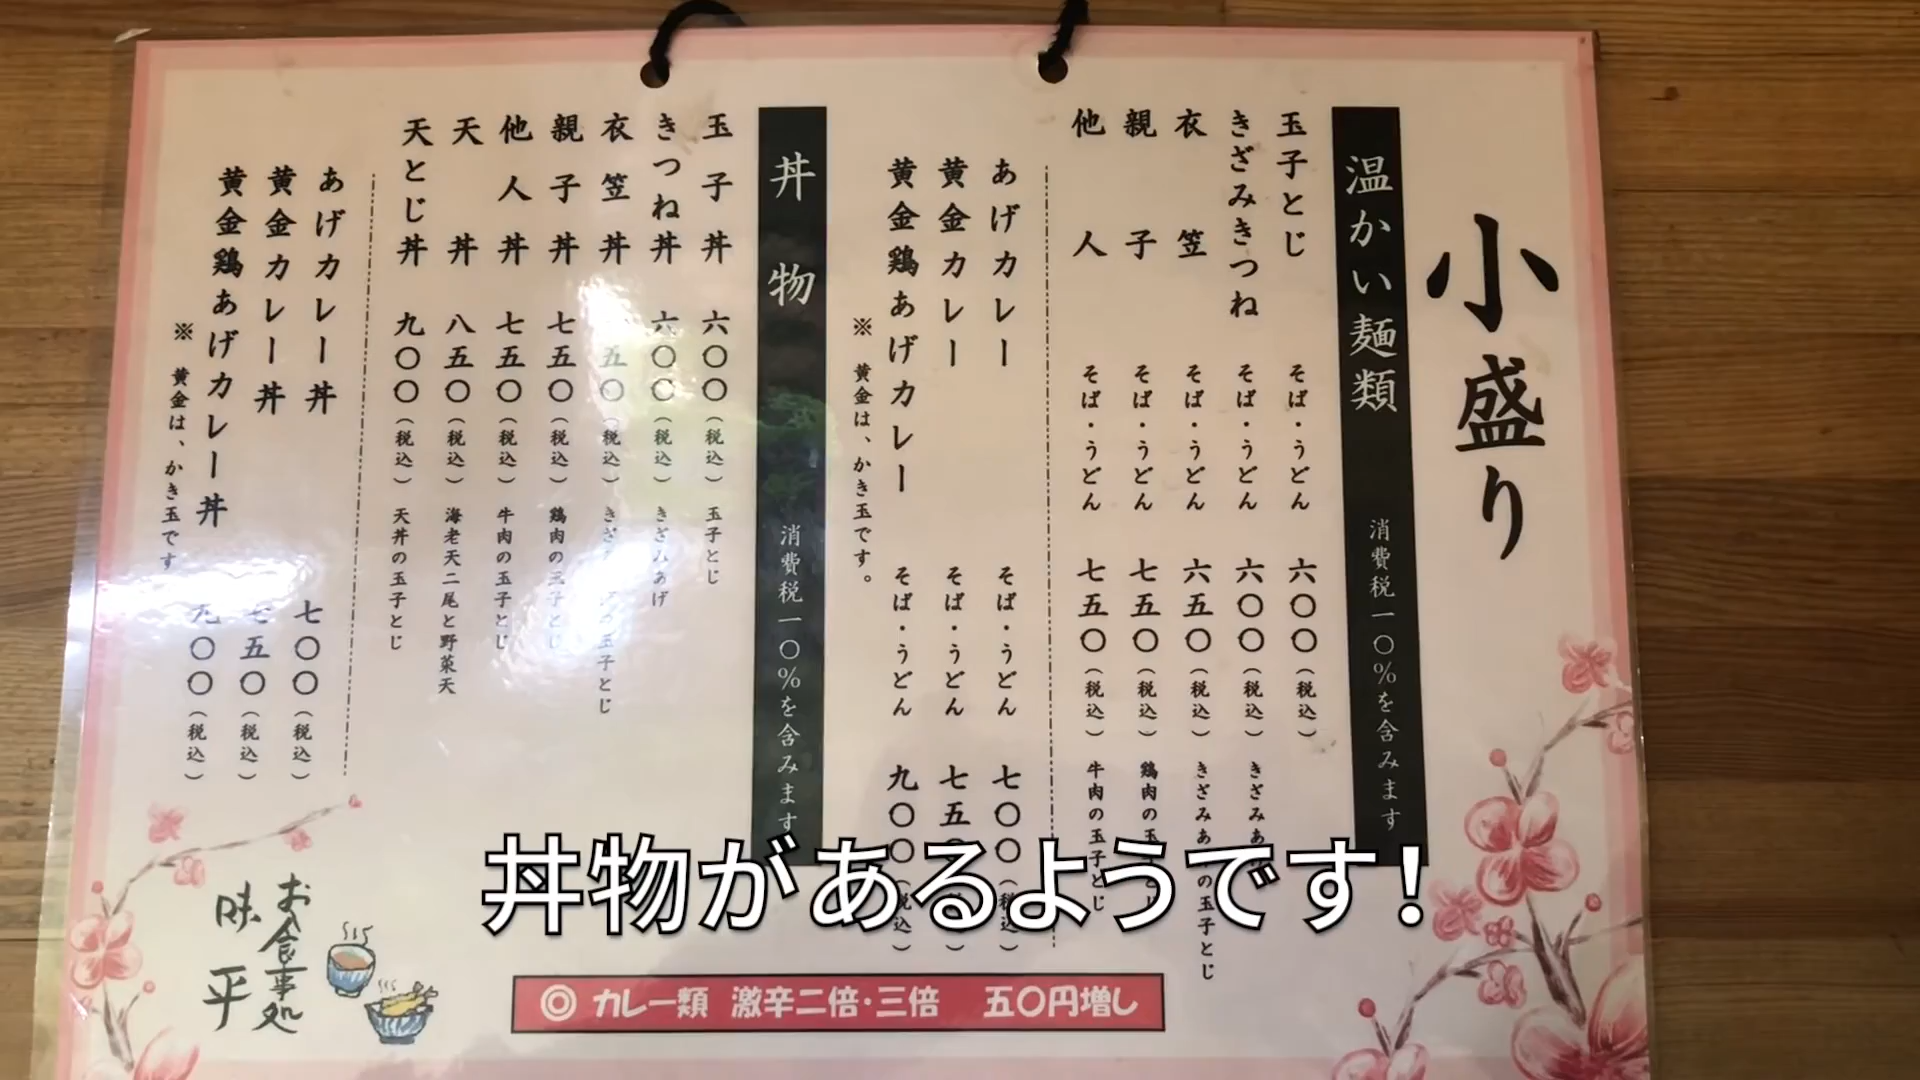 小盛り
温かい麺類 消費税一〇%を含みます
玉子とじ そば・うどん 六〇〇(税込)
きざみきつね そば・うどん 六〇〇(税込) きざみあ
衣笠 そば・うどん 六五〇(税込) きざみあ の玉子とじ
親子 そば・うどん 七五〇(税込) 鶏肉の玉
他人 そば・うどん 七五〇(税込) 牛肉の玉子とじ
あげカレー そば・うどん 七〇〇(税込)
黄金カレー そば・うどん 七五
黄金鶏あげカレー そば・うどん 九〇〇(税込)
※ 黄金は、かき玉です。
丼物 消費税一〇%を含みます
玉子丼 六〇〇(税込) 玉子とじ
きつね丼 六〇〇(税込) きざみあげ
衣笠丼 五〇(税込) きざ の玉子とじ
親子丼 七五〇(税込) 鶏肉の玉子とじ
他人丼 七五〇(税込) 牛肉の玉子とじ
天丼 八五〇(税込) 海老天二尾と野菜天
天とじ丼 九〇〇(税込) 天丼の玉子とじ
あげカレー丼 七〇〇(税込)
黄金カレー丼 七五〇(税込)
黄金鶏あげカレー丼 九〇〇(税込)
※ 黄金は、かき玉です
お食事処
味平
◎ カレー類 激辛二倍・三倍 五〇円増し
丼物があるようです!